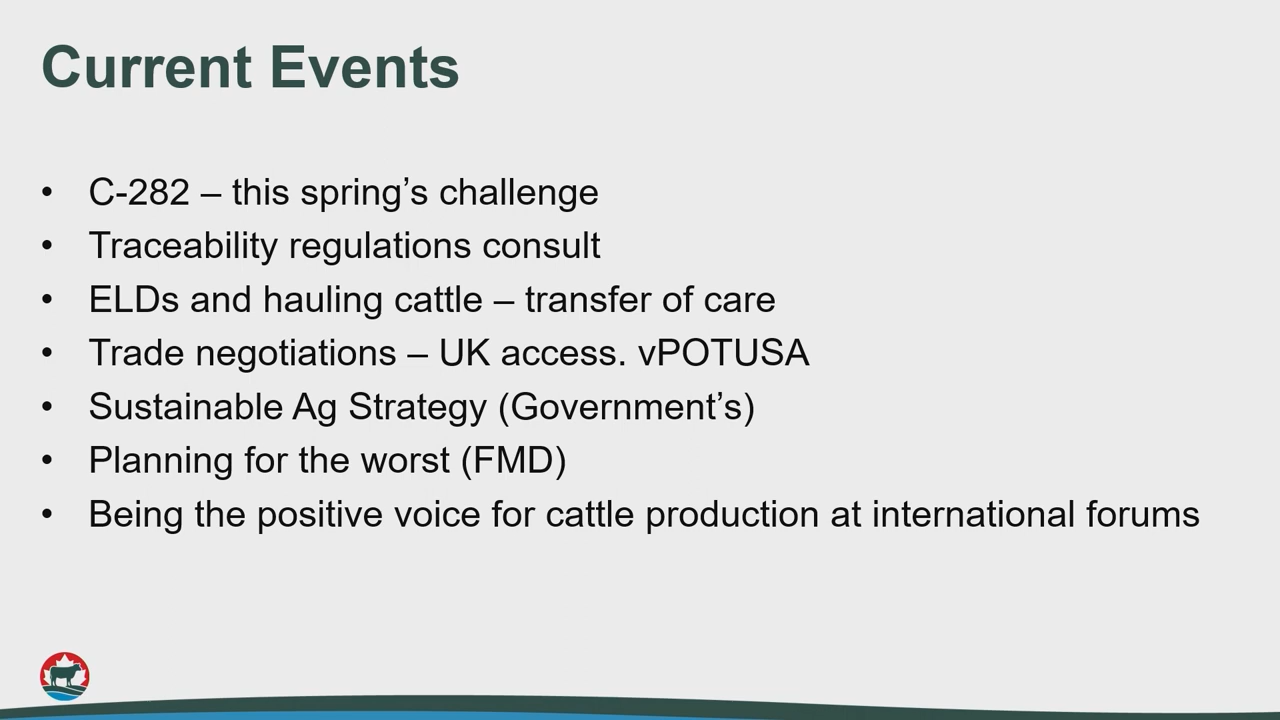 Current Events
• C-282 – this spring’s challenge
• Traceability regulations consult
• ELDs and hauling cattle – transfer of care
• Trade negotiations – UK access. vPOTUSA
• Sustainable Ag Strategy (Government’s)
• Planning for the worst (FMD)
• Being the positive voice for cattle production at international forums